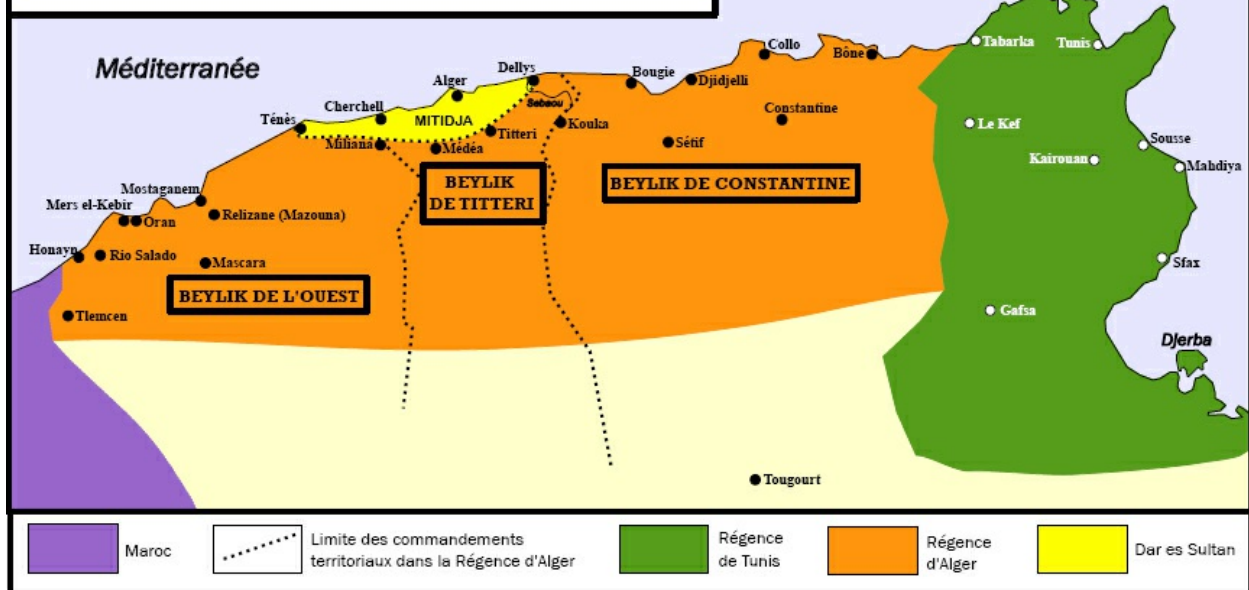 Méditerranée
Tabarka
Tunis
Collo
Bône
Dellys
Bougie
Djidjelli
Alger
Sebaou
Constantine
Cherchell
MITIDJA
Kouka
Le Kef
Ténès
Titteri
Sousse
Miliana
Médéa
Sétif
Kairouan
Mahdiya
BEYLIK
DE TITTERI
BEYLIK DE CONSTANTINE
Mostaganem
Mers el-Kebir
Oran
Relizane (Mazouna)
Honayn
Rio Salado
Mascara
Sfax
BEYLIK DE L'OUEST
Tlemcen
Gafsa
Djerba
Tougourt
Maroc
Limite des commandements
territoriaux dans la Régence d'Alger
Régence
de Tunis
Régence
d'Alger
Dar es Sultan